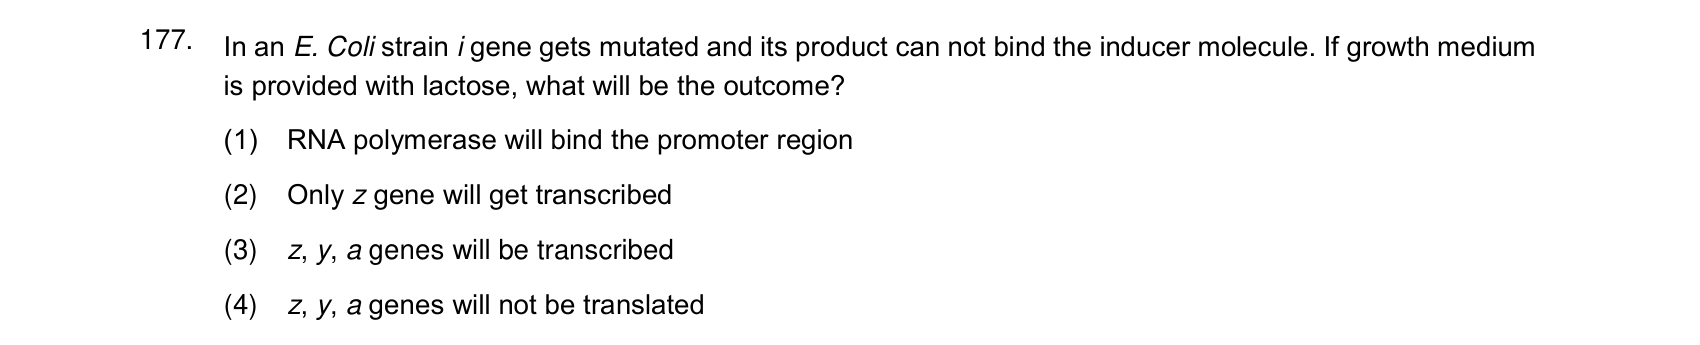 177. In an E. Coli strain i gene gets mutated and its product can not bind the inducer molecule. If growth medium
is provided with lactose, what will be the outcome?
(1) RNA polymerase will bind the promoter region
(2) Only z gene will get transcribed
(3) z, y, a genes will be transcribed
(4) z, y, a genes will not be translated